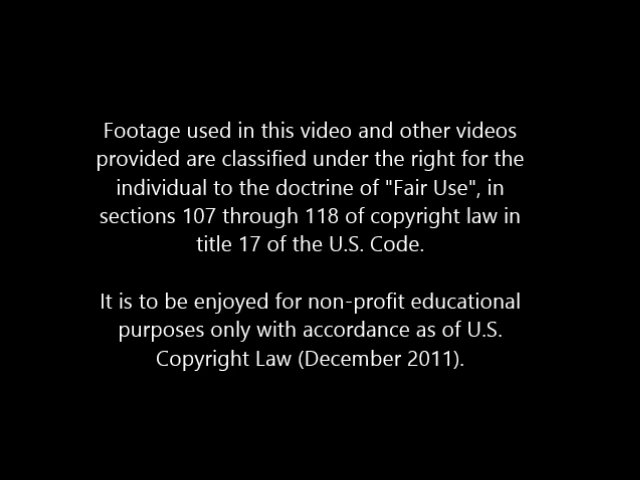 Footage used in this video and other videos
provided are classified under the right for the
individual to the doctrine of "Fair Use", in
sections 107 through 118 of copyright law in
title 17 of the U.S. Code.
It is to be enjoyed for non-profit educational
purposes only with accordance as of U.S.
Copyright Law (December 2011).